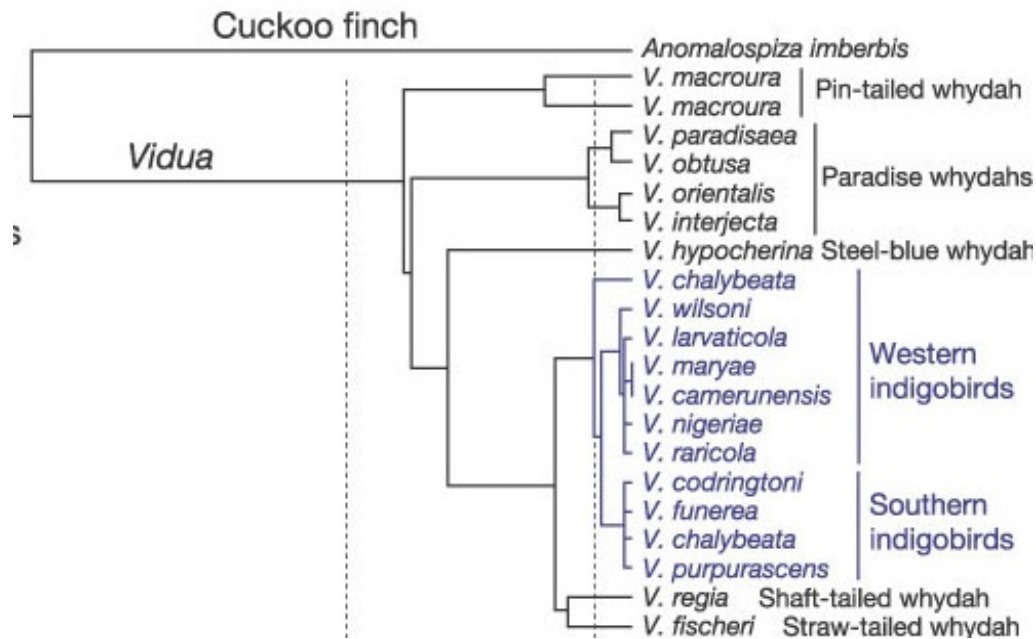 Cuckoo finch
Anomalospiza imberbis
V. macroura
Pin-tailed whydah
V. macroura
Vidua
V. paradisaea
V. obtusa
Paradise whydahs
V. orientalis
V. interjecta
s
V. hypocherina Steel-blue whydah
V. chalybeata
V. wilsoni
V. larvaticola
V. maryae
Western
indigobirds
V. camerunensis
V. nigeriae
V. raricola
V. codringtoni
V. funerea
Southern
indigobirds
V. chalybeata
V. purpurascens
V. regia Shaft-tailed whydah
V. fischeri Straw-tailed whydah